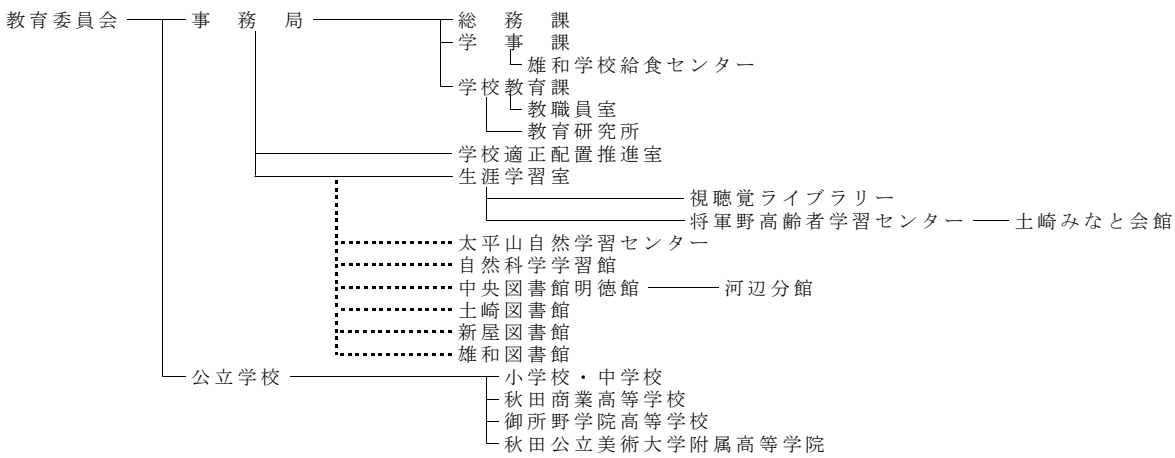 教育委員会 事務局 総務課
学事課
雄和学校給食センター
学校教育課
教職員室
教育研究所
学校適正配置推進室
生涯学習室
視聴覚ライブラリー
将軍野高齢者学習センター 土崎みなと会館
太平山自然学習センター
自然科学学習館
中央図書館明徳館 河辺分館
土崎図書館
新屋図書館
雄和図書館
公立学校 小学校・中学校
秋田商業高等学校
御所野学院高等学校
秋田公立美術大学附属高等学院